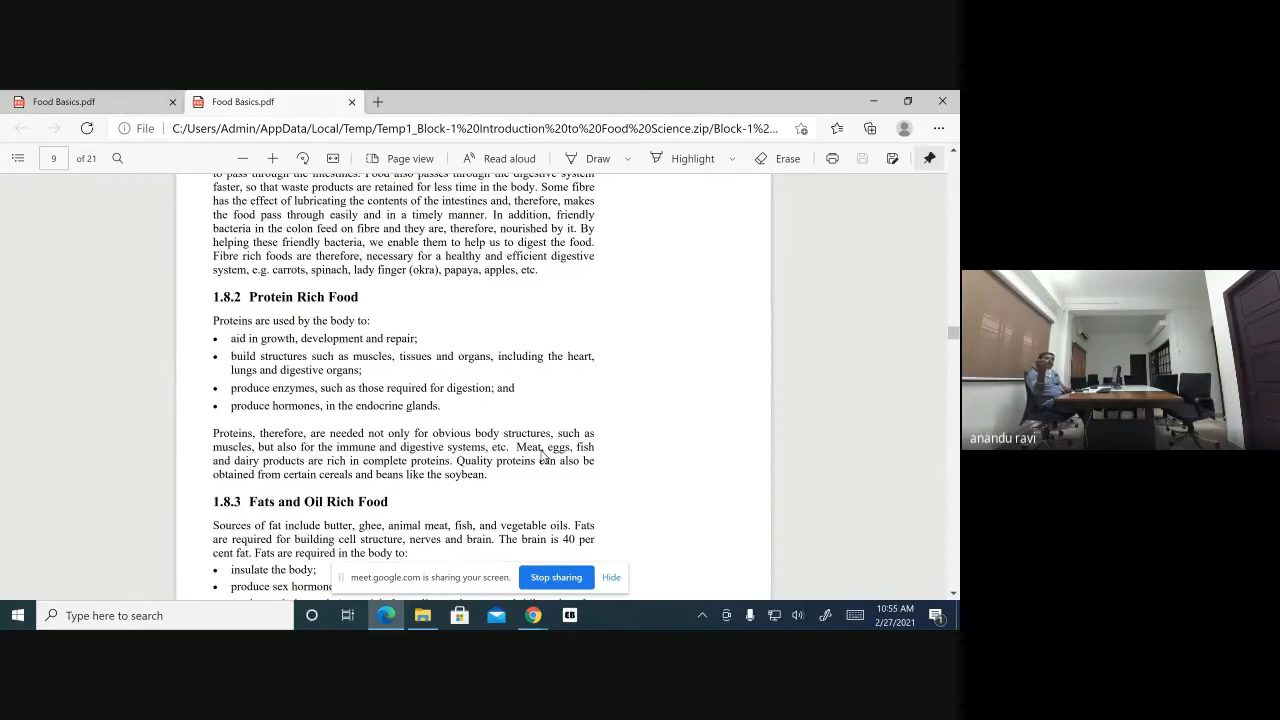 Food Basics.pdf
Food Basics.pdf
File
C:/Users/Admin/AppData/Local/Temp/Temp1_Block-1%20Introduction%20to%20Food%20Science.zip/Block-1%2...
9 of 21
Page view
Read aloud
Draw
Highlight
Erase
to pass through the intestines. Food also passes through the digestive system
faster, so that waste products are retained for less time in the body. Some fibre
has the effect of lubricating the contents of the intestines and, therefore, makes
the food pass through easily and in a timely manner. In addition, friendly
bacteria in the colon feed on fibre and they are, therefore, nourished by it. By
helping these friendly bacteria, we enable them to help us to digest the food.
Fibre rich foods are therefore, necessary for a healthy and efficient digestive
system, e.g. carrots, spinach, lady finger (okra), papaya, apples, etc.
1.8.2 Protein Rich Food
Proteins are used by the body to:
• aid in growth, development and repair;
• build structures such as muscles, tissues and organs, including the heart,
lungs and digestive organs;
• produce enzymes, such as those required for digestion; and
• produce hormones, in the endocrine glands.
Proteins, therefore, are needed not only for obvious body structures, such as
muscles, but also for the immune and digestive systems, etc. Meat, eggs, fish
and dairy products are rich in complete proteins. Quality proteins can also be
obtained from certain cereals and beans like the soybean.
1.8.3 Fats and Oil Rich Food
Sources of fat include butter, ghee, animal meat, fish, and vegetable oils. Fats
are required for building cell structure, nerves and brain. The brain is 40 per
cent fat. Fats are required in the body to:
• insulate the body;
• produce sex hormone
meet.google.com is sharing your screen.
Stop sharing
Hide
anandu ravi
Type here to search
10:55 AM
2/27/2021